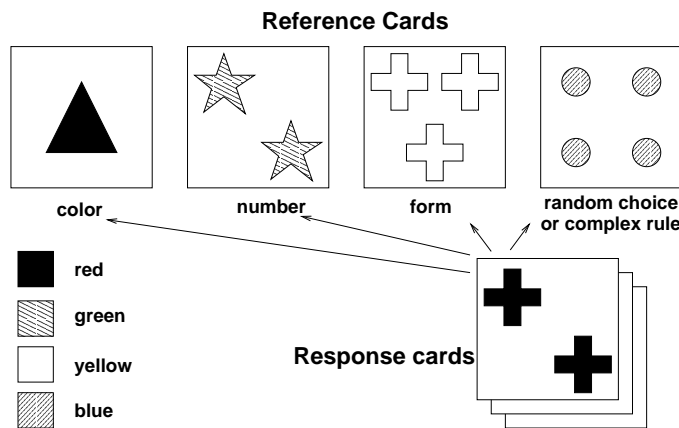 Reference Cards
color
number
form
random choice
or complex rule
red
green
yellow
blue
Response cards